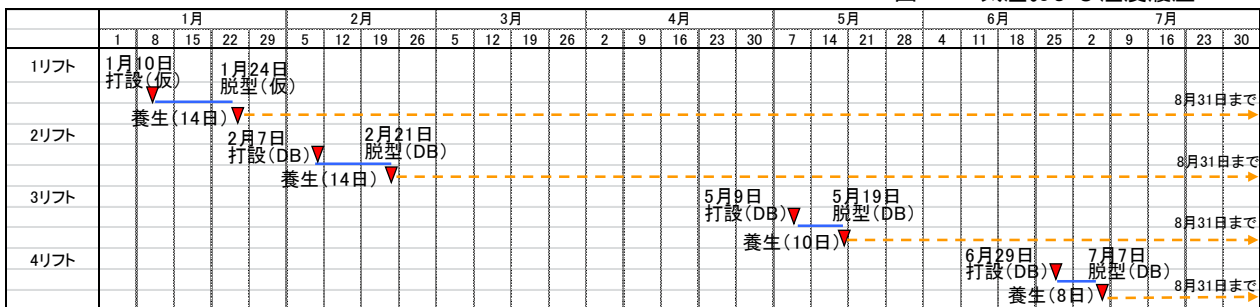 1月 2月 3月 4月 5月 6月 7月
1 8 15 22 29 5 12 19 26 5 12 19 26 2 9 16 23 30 7 14 21 28 4 11 18 25 2 9 16 23 30
1リフト
1月10日
打設(仮)
1月24日
脱型(仮)
養生(14日)
8月31日まで
2リフト
2月7日
打設(DB)
2月21日
脱型(DB)
養生(14日)
8月31日まで
3リフト
5月9日
打設(DB)
5月19日
脱型(DB)
養生(10日)
8月31日まで
4リフト
6月29日
打設(DB)
7月7日
脱型(DB)
養生(8日)
8月31日まで